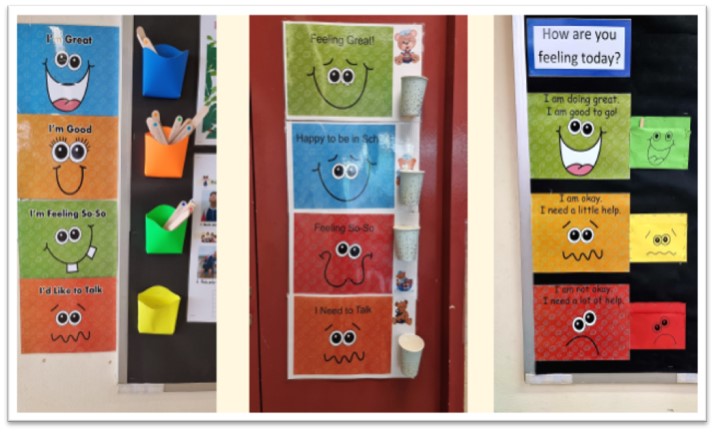 I'm Great
I'm Good
I'm Feeling So So
I'd Like to Talk
Feeling Great!
Happy to be in Sch
Feeling So-So
I Need to Talk
How are you
feeling today?
I am doing great.
I am good to go!
I am okay.
I need a little help.
I am not okay.
I need a lot of help.